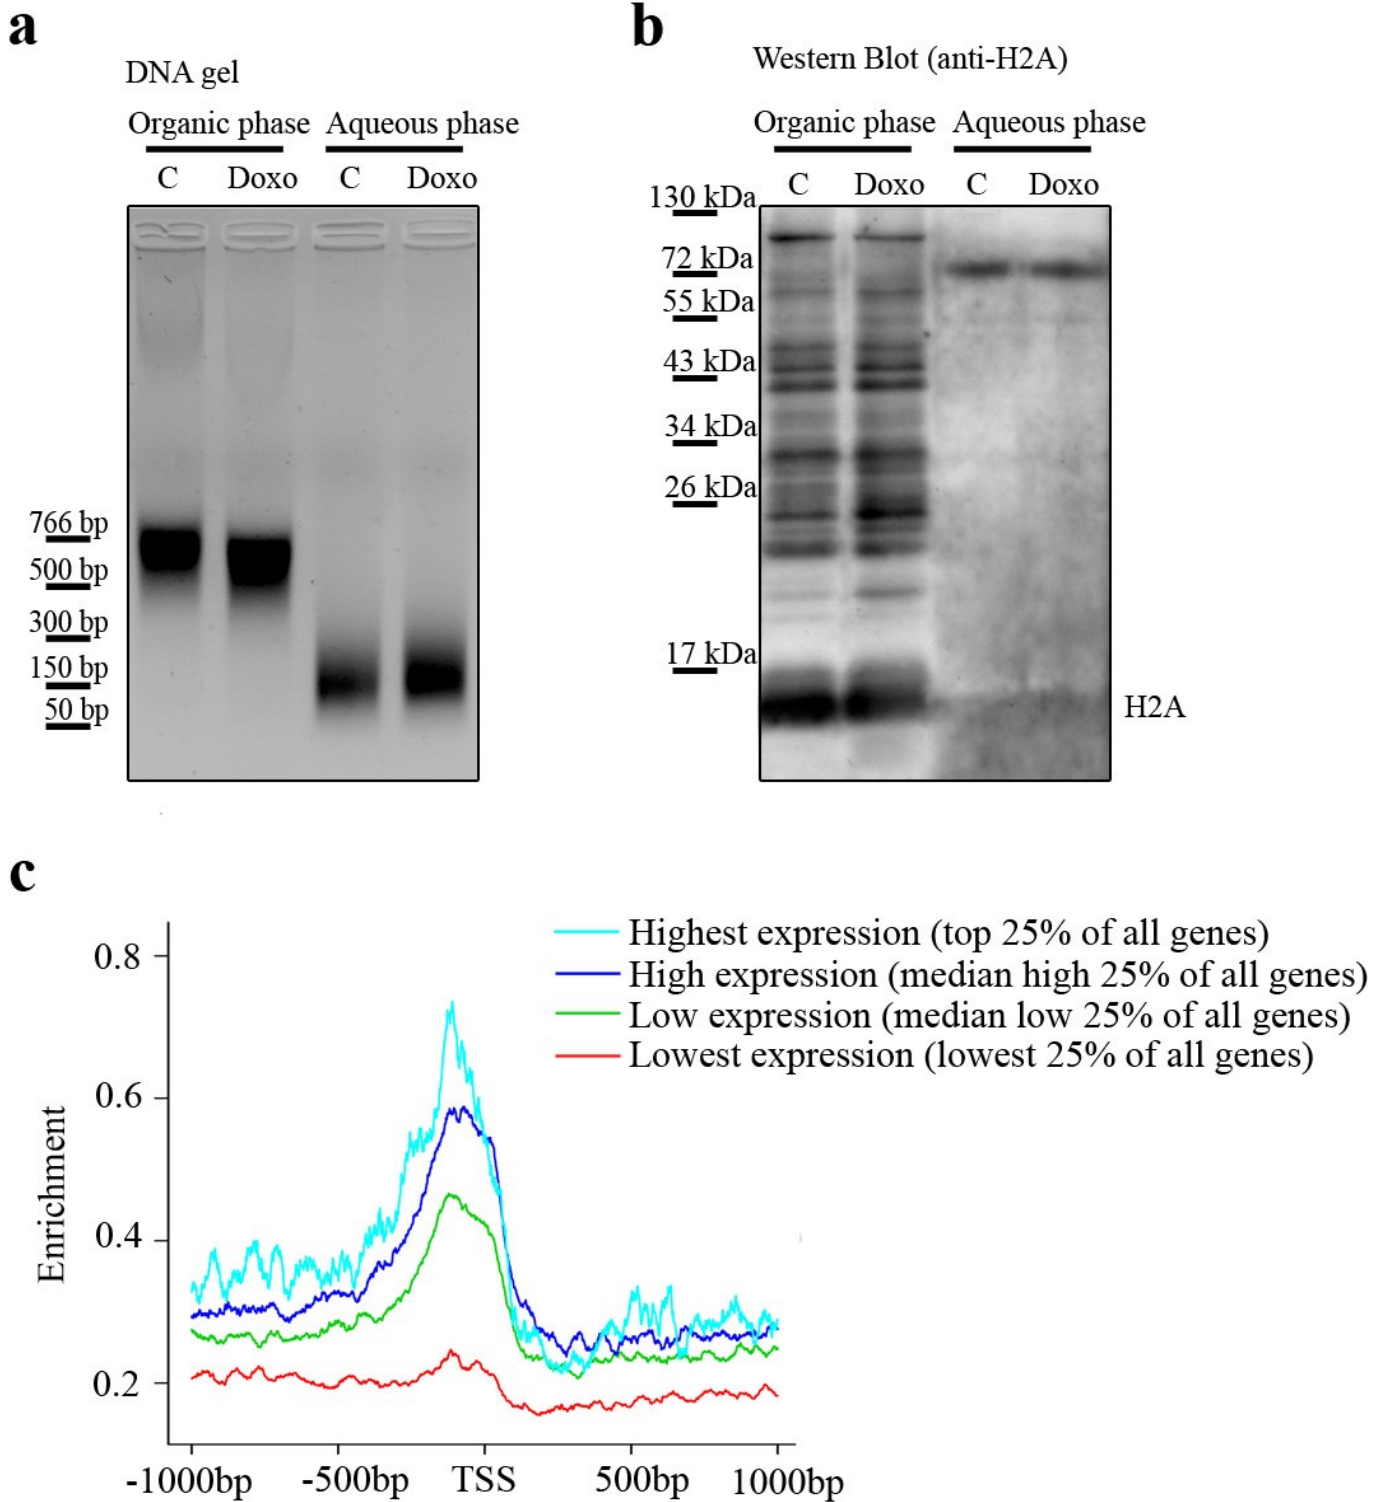 a
DNA gel
Organic phase Aqueous phase
C Doxo C Doxo
766 bp
500 bp
300 bp
150 bp
50 bp
b
Western Blot (anti-H2A)
Organic phase Aqueous phase
C Doxo C Doxo
130 kDa
72 kDa
55 kDa
43 kDa
34 kDa
26 kDa
17 kDa
H2A
c
Highest expression (top 25% of all genes)
High expression (median high 25% of all genes)
Low expression (median low 25% of all genes)
Lowest expression (lowest 25% of all genes)
Enrichment
0.8
0.6
0.4
0.2
-1000bp -500bp TSS 500bp 1000bp